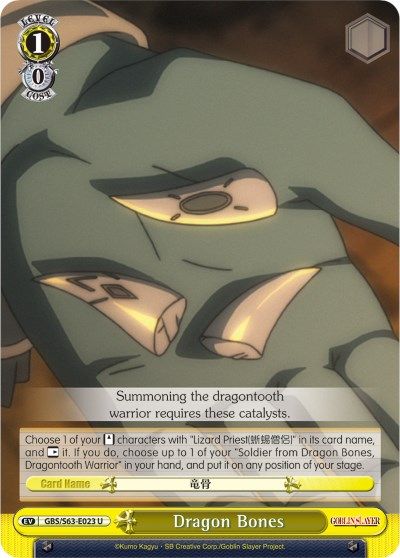 LEVEL
1
0
COST
Summoning the dragontooth
warrior requires these catalysts.
Choose 1 of your characters with "Lizard Priest(蜥蜴僧侶)" in its card name,
and it. If you do, choose up to 1 of your "Soldier from Dragon Bones,
Dragontooth Warrior" in your hand, and put it on any position of your stage.
Card Name 竜骨
EV GBS/S63-E023 U Dragon Bones GOBLIN SLAYER
©Kumo Kagyu・SB Creative Corp./Goblin Slayer Project.